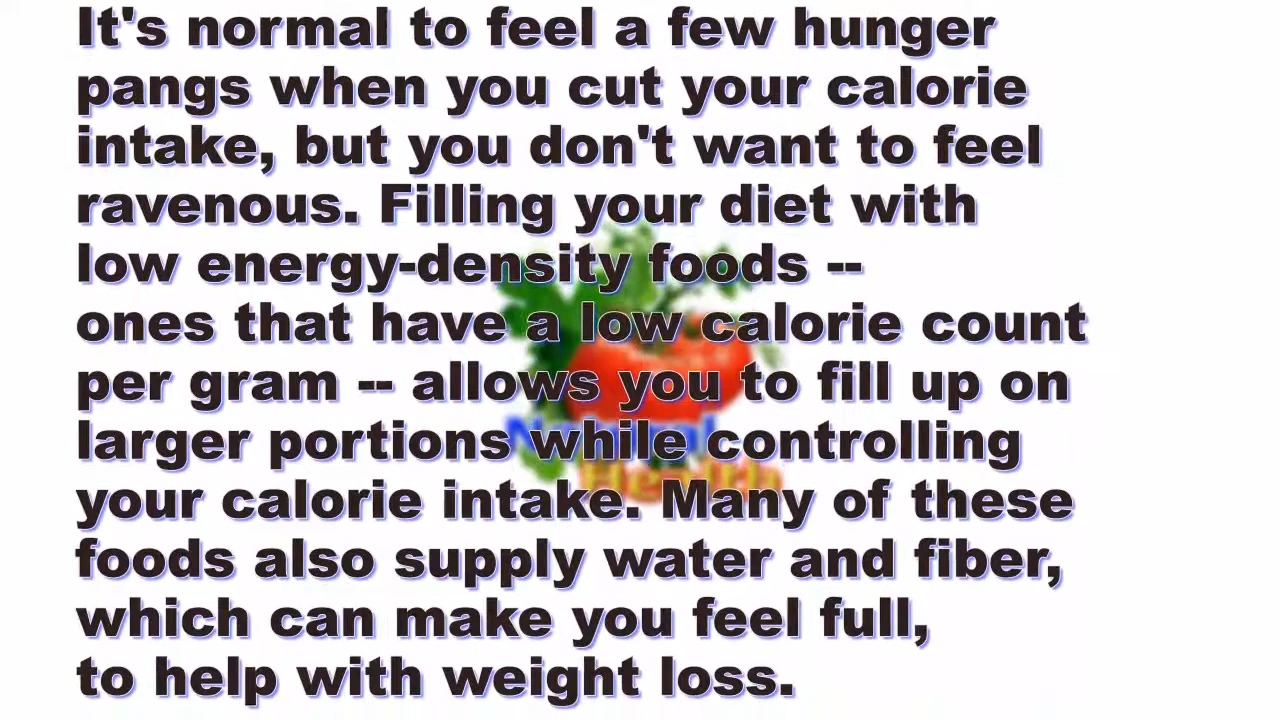 It's normal to feel a few hunger
pangs when you cut your calorie
intake, but you don't want to feel
ravenous. Filling your diet with
low energy-density foods --
ones that have a low calorie count
per gram -- allows you to fill up on
larger portions while controlling
your calorie intake. Many of these
foods also supply water and fiber,
which can make you feel full,
to help with weight loss.
Health